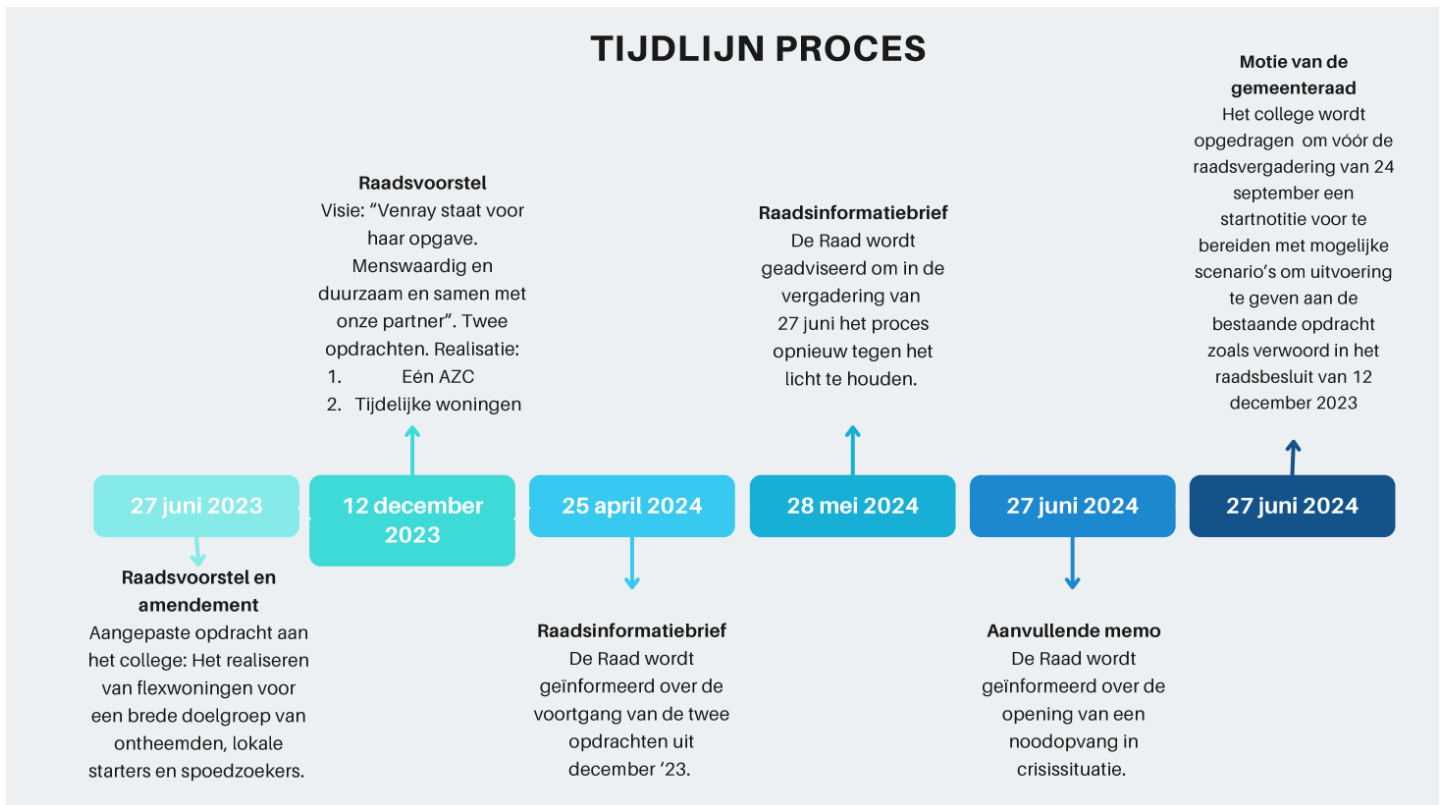 TIJDLIJN PROCES
27 juni 2023
Raadsvoorstel en
amendement
Aangepaste opdracht aan
het college: Het realiseren
van flexwoningen voor
een brede doelgroep van
ontheemden, lokale
starters en spoedzoekers.
Raadsvoorstel
Visie: “Venray staat voor
haar opgave.
Menswaardig en
duurzaam en samen met
onze partner”. Twee
opdrachten. Realisatie:
1. Eén AZC
2. Tijdelijke woningen
12 december
2023
25 april 2024
Raadsinformatiebrief
De Raad wordt
geïnformeerd over de
voortgang van de twee
opdrachten uit
december ‘23.
Raadsinformatiebrief
De Raad wordt
geadviseerd om in de
vergadering van
27 juni het proces
opnieuw tegen het
licht te houden.
28 mei 2024
27 juni 2024
Aanvullende memo
De Raad wordt
geïnformeerd over de
opening van een
noodopvang in
crisissituatie.
Motie van de
gemeenteraad
Het college wordt
opgedragen om vóór de
raadsvergadering van 24
september een
startnotitie voor te
bereiden met mogelijke
scenario’s om uitvoering
te geven aan de
bestaande opdracht
zoals verwoord in het
raadsbesluit van 12
december 2023
27 juni 2024